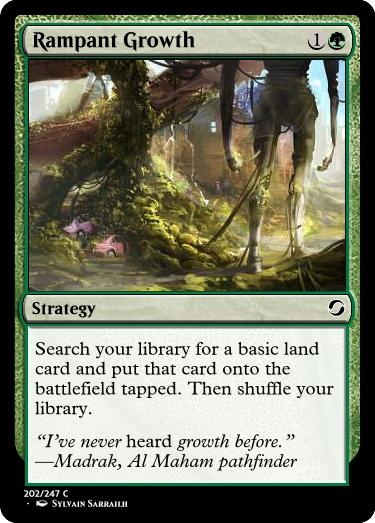 Rampant Growth 1
Strategy
Search your library for a basic land
card and put that card onto the
battlefield tapped. Then shuffle your
library.
“I’ve never heard growth before.”
—Madrak, Al Maham pathfinder
202/247 C
· Sylvain Sarrailh